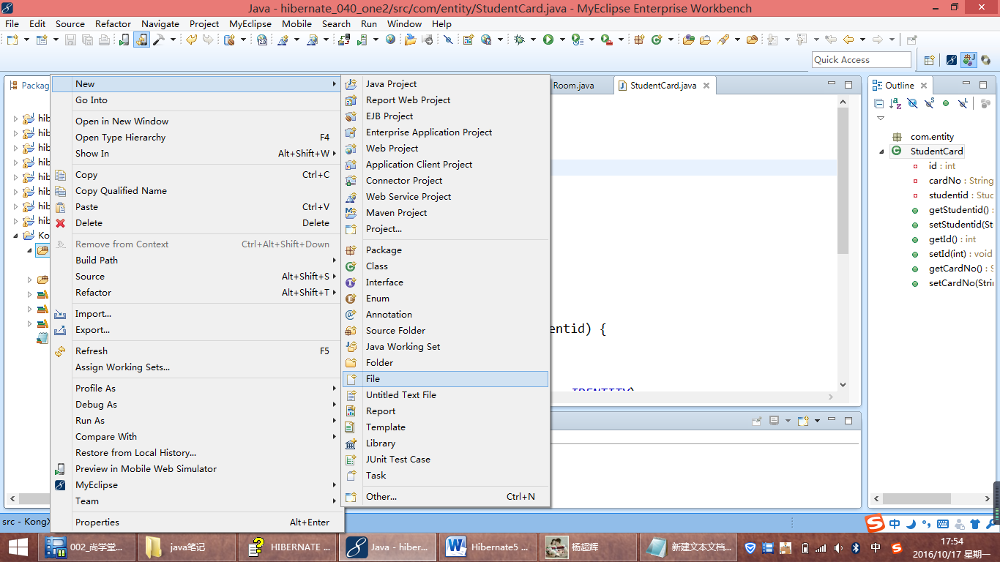 Java - hibernate_040_one2/src/com/entity/StudentCard.java - MyEclipse Enterprise Workbench
File Edit Source Refactor Navigate Project MyEclipse Mobile Search Run Window Help
Quick Access
Packag
hib
hib
hib
hib
hib
hib
hib
hib
Ko
New
Go Into
Open in New Window
Open Type Hierarchy F4
Show In Alt+Shift+W
Copy Ctrl+C
Copy Qualified Name
Paste Ctrl+V
Delete Delete
Remove from Context Ctrl+Alt+Shift+Down
Build Path
Source Alt+Shift+S
Refactor Alt+Shift+T
Import...
Export...
Refresh F5
Assign Working Sets...
Profile As
Debug As
Run As
Compare With
Restore from Local History...
Preview in Mobile Web Simulator
MyEclipse
Team
Properties Alt+Enter
Java Project
Report Web Project
EJB Project
Enterprise Application Project
Web Project
Application Client Project
Connector Project
Web Service Project
Maven Project
Project...
Package
Class
Interface
Enum
Annotation
Source Folder
Java Working Set
Folder
File
Untitled Text File
Report
Template
Library
JUnit Test Case
Task
Other... Ctrl+N
Room.java
StudentCard.java
entid) {
Outline
com.entity
StudentCard
id : int
cardNo : String
studentid : Stud
getStudentid() :
setStudentid(St
getId() : int
setId(int) : void
getCardNo() : S
setCardNo(Strin
src - KongX
中
002_尚学堂...
java笔记
HIBERNATE ...
Java - hiber...
Hibernate5 ...
杨超辉
新建文本文档...
中
17:54
2016/10/17 星期一